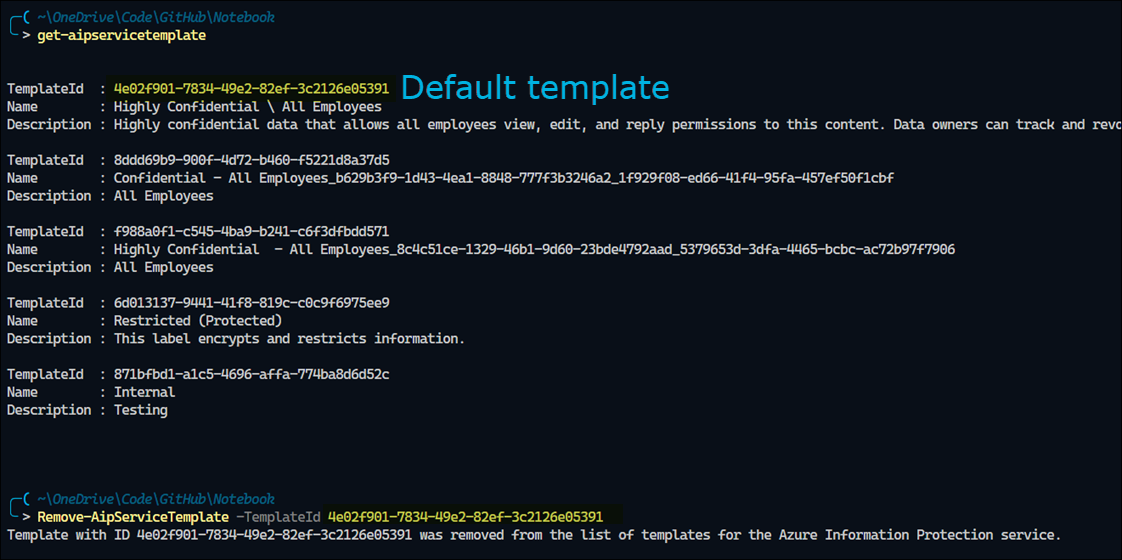 ~\OneDrive\Code\GitHub\Notebook
> get-aipservicetemplate
TemplateId  : 4e02f901-7834-49e2-82ef-3c2126e05391 Default template
Name        : Highly Confidential \ All Employees
Description : Highly confidential data that allows all employees view, edit, and reply permissions to this content. Data owners can track and revo
TemplateId  : 8ddd69b9-900f-4d72-b460-f5221d8a37d5
Name        : Confidential - All Employees_b629b3f9-1d43-4ea1-8848-777f3b3246a2_1f929f08-ed66-41f4-95fa-457ef50f1cbf
Description : All Employees
TemplateId  : f988a0f1-c545-4ba9-b241-c6f3dfbdd571
Name        : Highly Confidential  - All Employees_8c4c51ce-1329-46b1-9d60-23bde4792aad_5379653d-3dfa-4465-bcbc-ac72b97f7906
Description : All Employees
TemplateId  : 6d013137-9441-41f8-819c-c0c9f6975ee9
Name        : Restricted (Protected)
Description : This label encrypts and restricts information.
TemplateId  : 871bfbd1-a1c5-4696-affa-774ba8d6d52c
Name        : Internal
Description : Testing
~\OneDrive\Code\GitHub\Notebook
> Remove-AipServiceTemplate -TemplateId 4e02f901-7834-49e2-82ef-3c2126e05391
Template with ID 4e02f901-7834-49e2-82ef-3c2126e05391 was removed from the list of templates for the Azure Information Protection service.